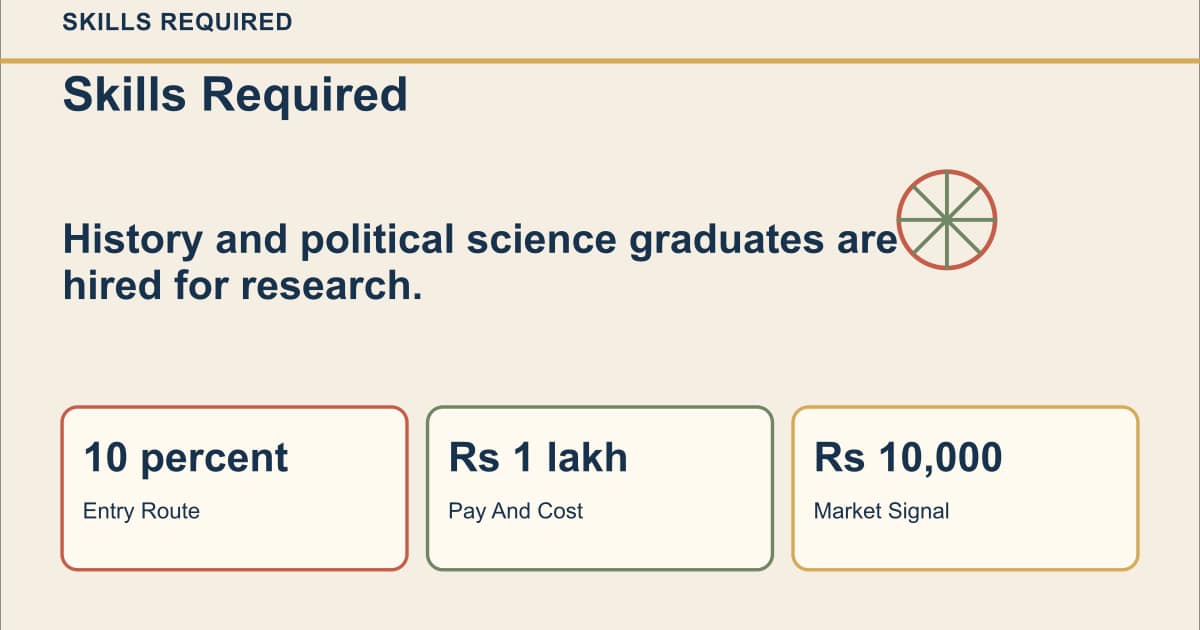 SKILLS REQUIRED
Skills Required
History and political science graduates are
hired for research.
10 percent
Entry Route
Rs 1 lakh
Pay And Cost
Rs 10,000
Market Signal